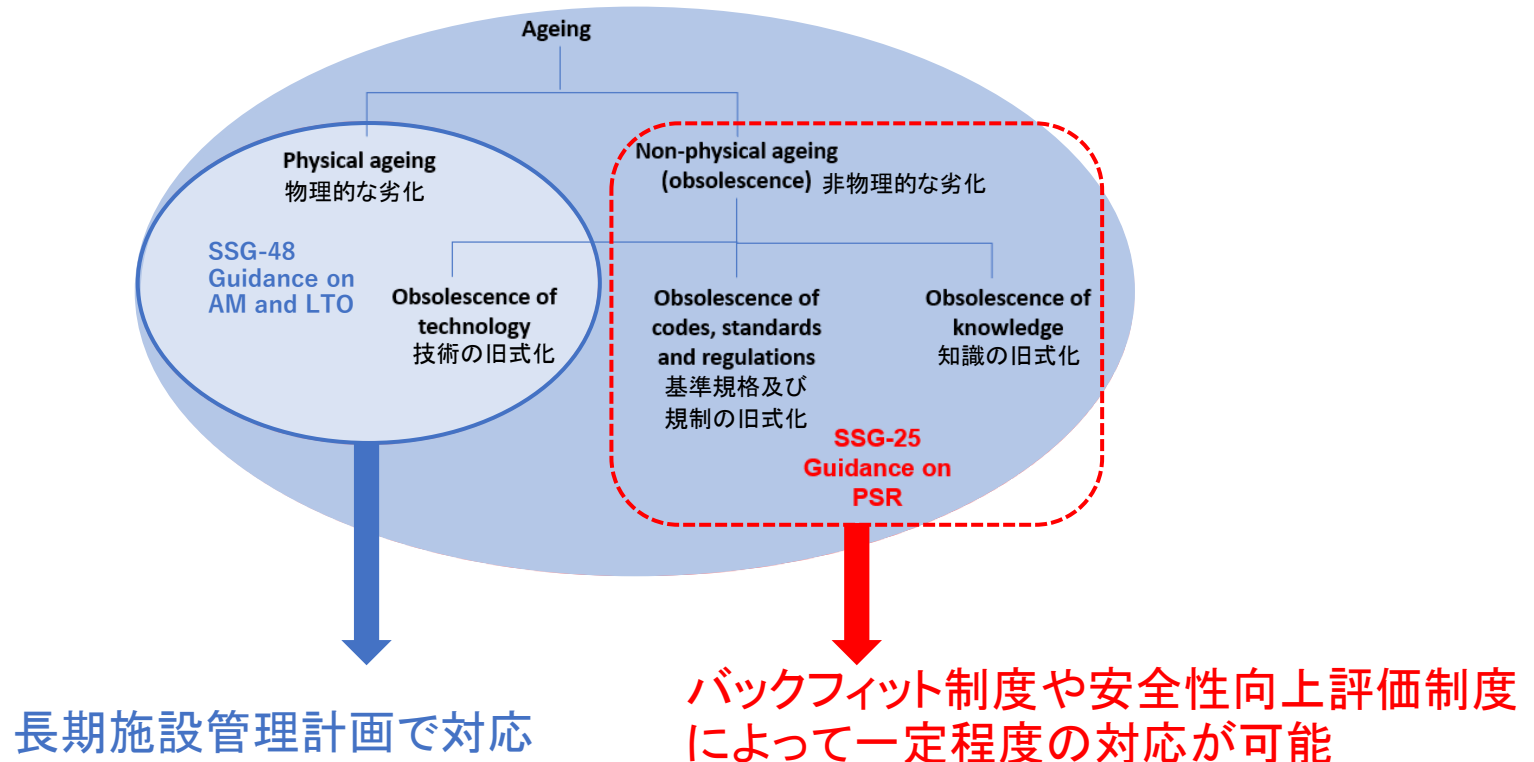 Ageing
Physical ageing
物理的な劣化
SSG-48
Guidance on
AM and LTO
Non-physical ageing
(obsolescence) 非物理的な劣化
Obsolescence of
technology
技術の旧式化
Obsolescence of
codes, standards
and regulations
基準規格及び
規制の旧式化
Obsolescence of
knowledge
知識の旧式化
SSG-25
Guidance on
PSR
長期施設管理計画で対応
バックフィット制度や安全性向上評価制度
によって一定程度の対応が可能